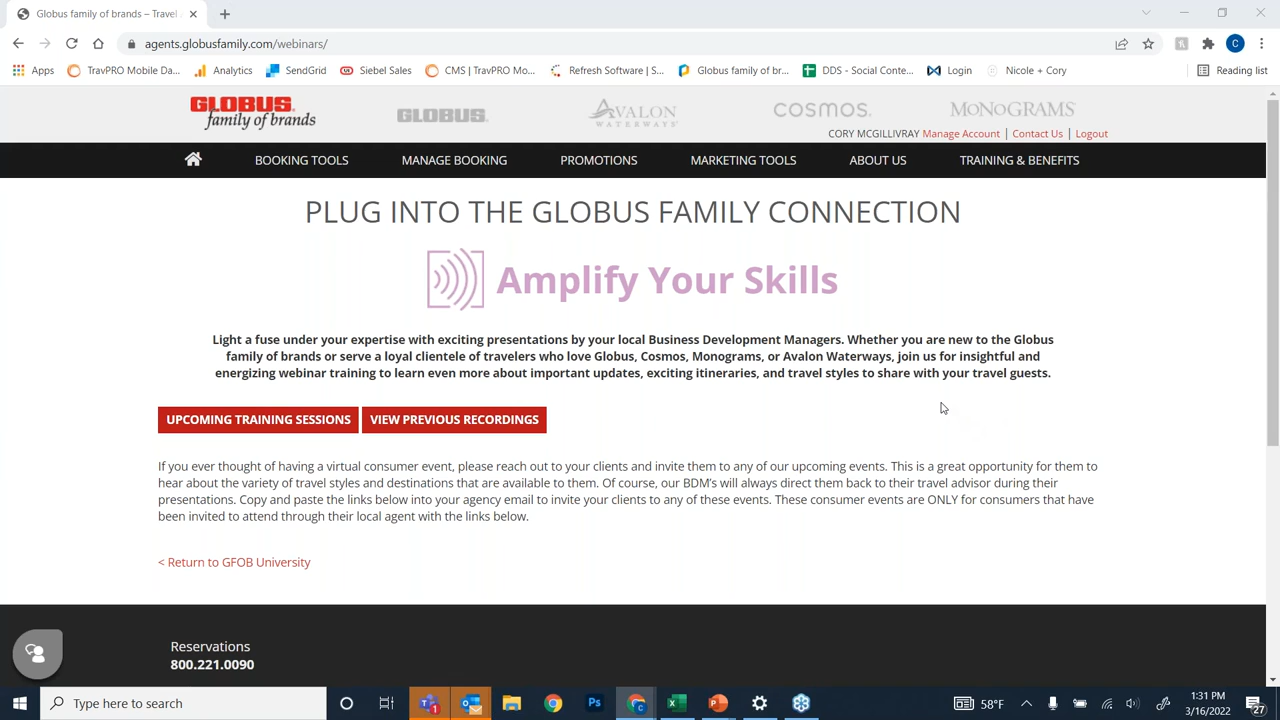 Globus family of brands – Travel
agents.globusfamily.com/webinars/
Apps TravPRO Mobile Da... Analytics SendGrid Siebel Sales CMS | TravPRO Mo... Refresh Software | S... Globus family of br... DDS - Social Conte... Login Nicole + Cory Reading list
GLOBUS. family of brands
GLOBUS.
AVALON WATERWAYS
COSMOS.
MONOGRAMS
CORY MCGILLIVRAY Manage Account | Contact Us | Logout
BOOKING TOOLS MANAGE BOOKING PROMOTIONS MARKETING TOOLS ABOUT US TRAINING & BENEFITS
PLUG INTO THE GLOBUS FAMILY CONNECTION
Amplify Your Skills
Light a fuse under your expertise with exciting presentations by your local Business Development Managers. Whether you are new to the Globus
family of brands or serve a loyal clientele of travelers who love Globus, Cosmos, Monograms, or Avalon Waterways, join us for insightful and
energizing webinar training to learn even more about important updates, exciting itineraries, and travel styles to share with your travel guests.
UPCOMING TRAINING SESSIONS VIEW PREVIOUS RECORDINGS
If you ever thought of having a virtual consumer event, please reach out to your clients and invite them to any of our upcoming events. This is a great opportunity for them to
hear about the variety of travel styles and destinations that are available to them. Of course, our BDM's will always direct them back to their travel advisor during their
presentations. Copy and paste the links below into your agency email to invite your clients to any of these events. These consumer events are ONLY for consumers that have
been invited to attend through their local agent with the links below.
< Return to GFOB University
Reservations
800.221.0090
Type here to search
58°F
1:31 PM
3/16/2022
27